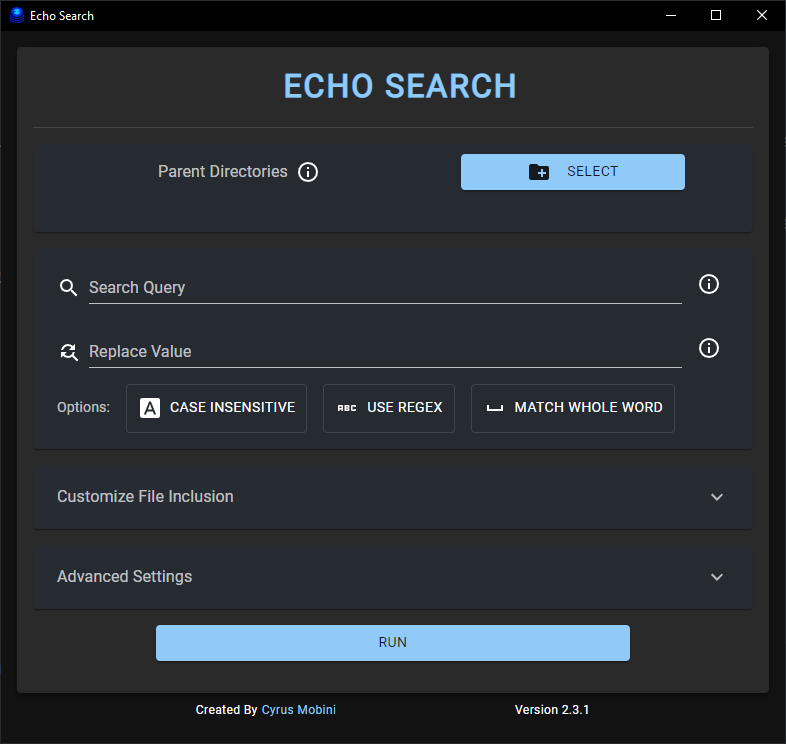 Echo Search
ECHO SEARCH
Parent Directories
SELECT
Search Query
Replace Value
Options: A CASE INSENSITIVE ABC USE REGEX MATCH WHOLE WORD
Customize File Inclusion
Advanced Settings
RUN
Created By Cyrus Mobini
Version 2.3.1